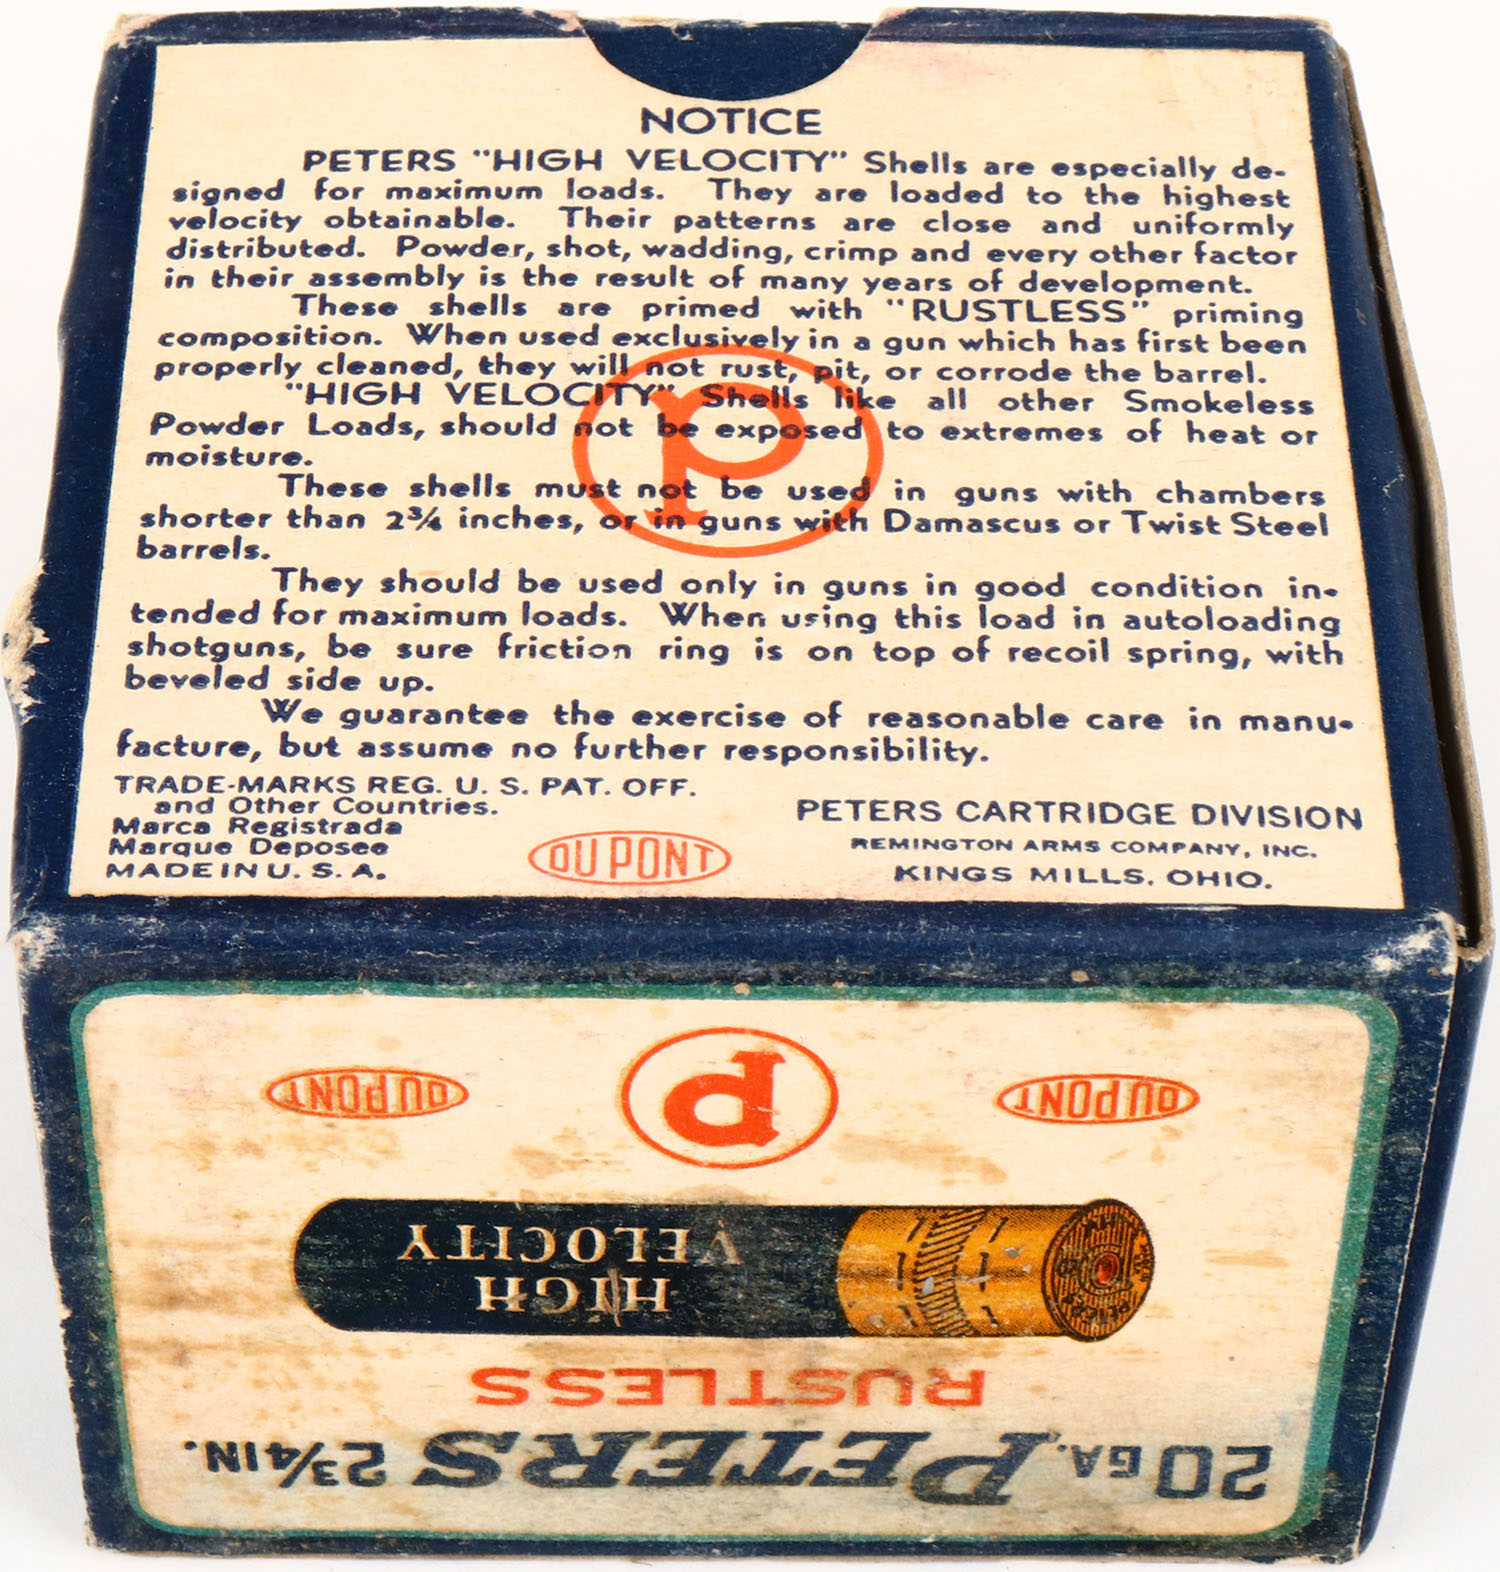 NOTICE
PETERS "HIGH VELOCITY" Shells are especially de-
signed for maximum loads. They are loaded to the highest
velocity obtainable. Their patterns are close and uniformly
distributed. Powder, shot, wadding, crimp and every other factor
in their assembly is the result of many years of development.
These shells are primed with "RUSTLESS" priming
composition. When used exclusively in a gun which has first been
properly cleaned, they will not rust, pit, or corrode the barrel.
"HIGH VELOCITY" Shells like all other Smokeless
Powder Loads, should not be exposed to extremes of heat or
moisture.
These shells must not be used in guns with chambers
shorter than 2¾ inches, or in guns with Damascus or Twist Steel
barrels.
They should be used only in guns in good condition in-
tended for maximum loads. When using this load in autoloading
shotguns, be sure friction ring is on top of recoil spring, with
beveled side up.
We guarantee the exercise of reasonable care in manu-
facture, but assume no further responsibility.
P
TRADE-MARKS REG. U. S. PAT. OFF.
and Other Countries.
Marca Registrada
Marque Deposee
MADE IN U. S. A.
DU PONT
PETERS CARTRIDGE DIVISION
REMINGTON ARMS COMPANY, INC.
KINGS MILLS, OHIO.
20 GA. PETERS 2¾ IN.
RUSTLESS
HIGH
VELOCITY
DU PONT
P
DU PONT